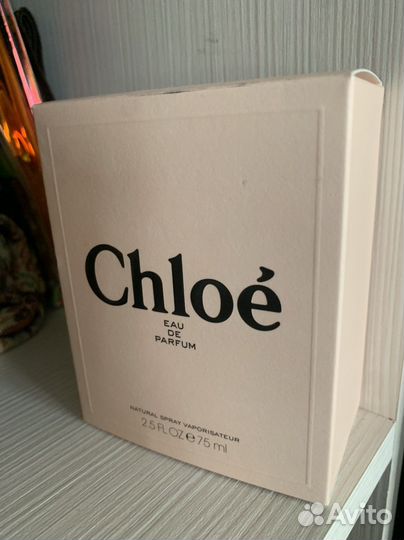 Chloé
EAU
DE
PARFUM
NATURAL SPRAY VAPORISATEUR
2.5 FL OZ ℮ 75 ml
Avito